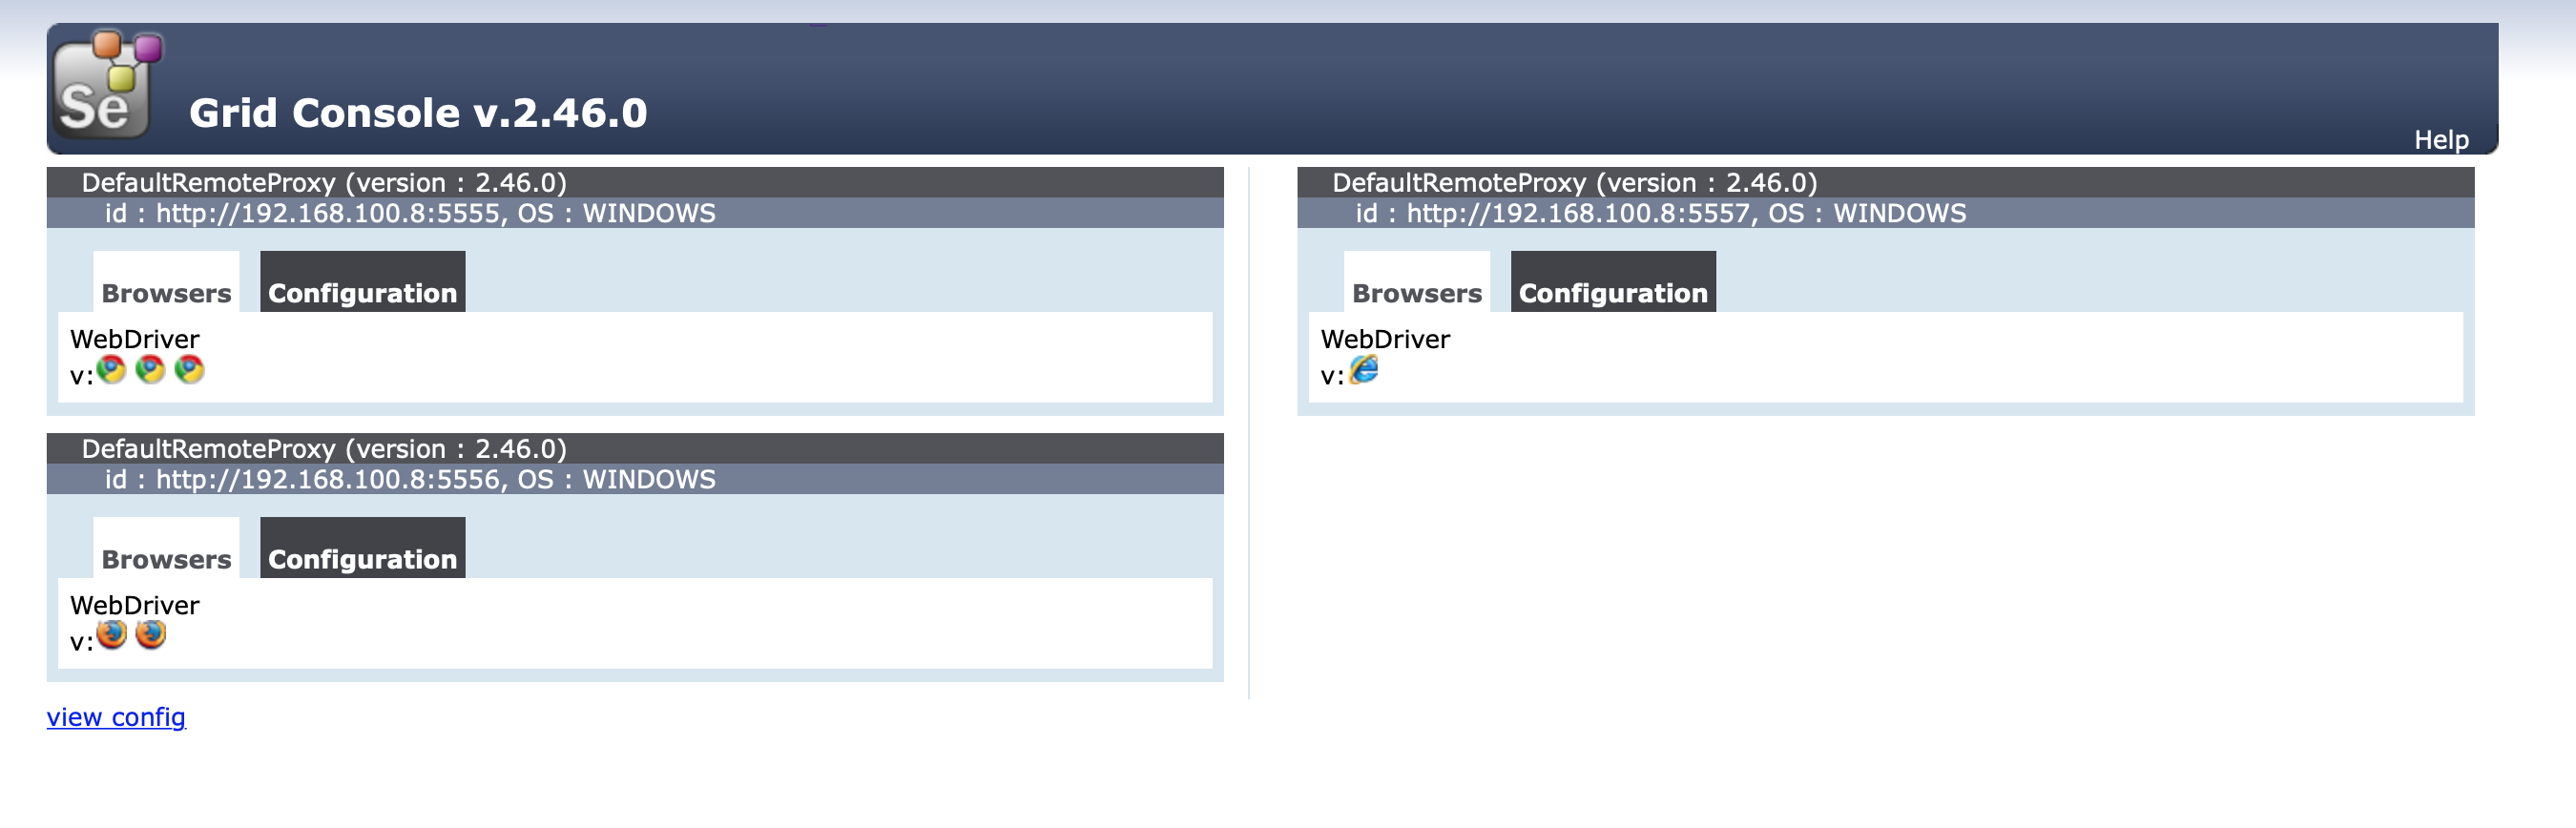 Se
Grid Console v.2.46.0
Help
DefaultRemoteProxy (version : 2.46.0)
id : http://192.168.100.8:5555, OS : WINDOWS
Browsers Configuration
WebDriver
v:
DefaultRemoteProxy (version : 2.46.0)
id : http://192.168.100.8:5556, OS : WINDOWS
Browsers Configuration
WebDriver
v:
view config
DefaultRemoteProxy (version : 2.46.0)
id : http://192.168.100.8:5557, OS : WINDOWS
Browsers Configuration
WebDriver
v: